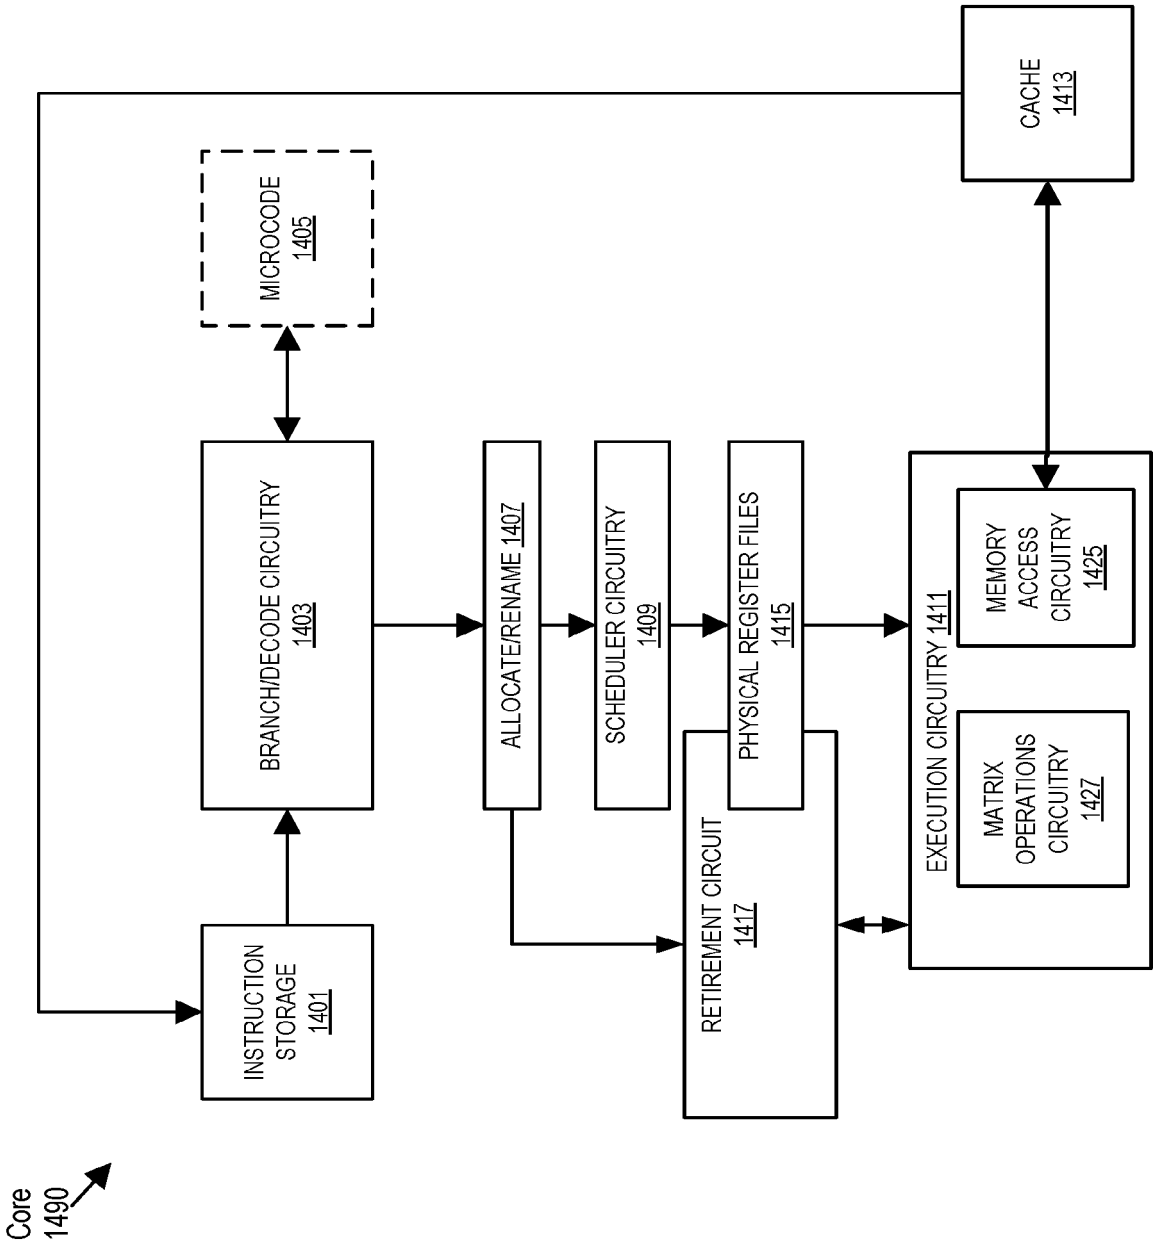 Core
1490
INSTRUCTION
STORAGE
1401
BRANCH/DECODE CIRCUITRY
1403
MICROCODE
1405
ALLOCATE/RENAME 1407
SCHEDULER CIRCUITRY
1409
PHYSICAL REGISTER FILES
1415
RETIREMENT CIRCUIT
1417
EXECUTION CIRCUITRY 1411
MATRIX
OPERATIONS
CIRCUITRY
1427
MEMORY
ACCESS
CIRCUITRY
1425
CACHE
1413